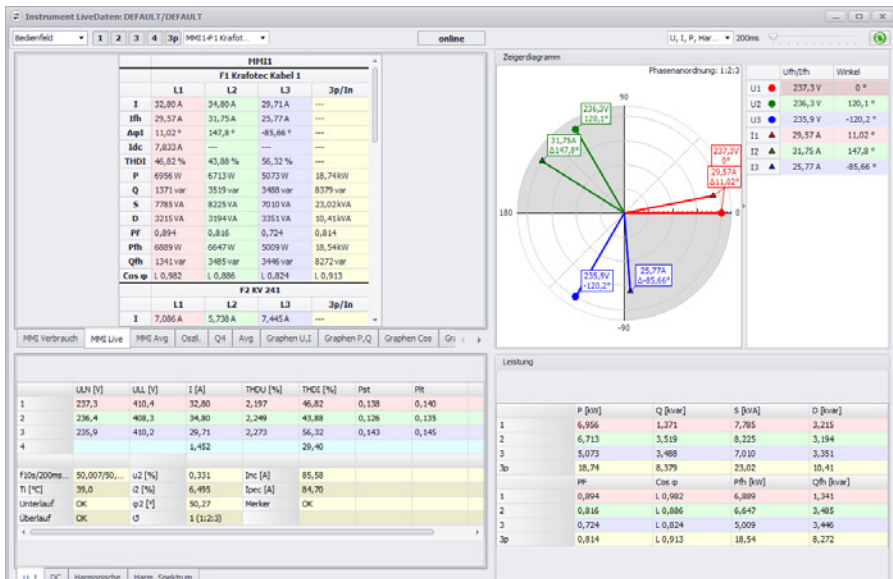 Instrument LiveDaten: DEFAULT/DEFAULT
Bedienfeld 1 2 3 4 3p MMI1-F1 Krafot... online U, I, P, Har... 200ms
MMI1
F1 Krafotec Kabel 1
L1 L2 L3 3p/In
I 32,80 A 34,80 A 29,71 A ---
Ifh 29,57 A 31,75 A 25,77 A ---
ΔφI 11,02 ° 147,8 ° -85,66 ° ---
Idc 7,833 A --- --- ---
THDI 46,82 % 43,88 % 56,32 % ---
P 6956 W 6713 W 5073 W 18,74kW
Q 1371 var 3519 var 3488 var 8379 var
S 7785 VA 8225 VA 7010 VA 23,02kVA
D 3215 VA 3194 VA 3351 VA 10,41kVA
PF 0,894 0,816 0,724 0,814
Pfh 6889 W 6647 W 5009 W 18,54kW
Qfh 1341 var 3485 var 3446 var 8272 var
Cos φ L 0,982 L 0,886 L 0,824 L 0,913
F2 KV 241
L1 L2 L3 3p/In
I 7,086 A 5,738 A 7,445 A ---
MMI Verbrauch MMI Live MMI Avg Oszil. Q4 Avg Graphen U,I Graphen P,Q Graphen Cos
Zeigerdiagramm
Phasenanordnung: 1:2:3
90
236,3V
120,1°
31,75A
Δ147,8°
237,3V
0°
29,57A
Δ11,02°
180
0
235,9V
-120,2°
25,77A
Δ-85,66°
-90
Ufh/Ifh Winkel
U1 237,3 V 0 °
U2 236,3 V 120,1 °
U3 235,9 V -120,2 °
I1 29,57 A 11,02 °
I2 31,75 A 147,8 °
I3 25,77 A -85,66 °
ULN [V] ULL [V] I [A] THDU [%] THDI [%] Pst Plt
1 237,3 410,4 32,80 2,197 46,82 0,138 0,140
2 236,4 408,3 34,80 2,249 43,88 0,126 0,135
3 235,9 410,2 29,71 2,273 56,32 0,143 0,145
4 1,452 29,40
f10s/200ms... 50,007/50,... u2 [%] 0,331 Inc [A] 85,58
Ti [°C] 39,0 i2 [%] 6,495 Ipec [A] 84,70
Unterlauf OK φ2 [°] 50,27 Merker OK
Überlauf OK ↺ 1 (1:2:3)
U, I DC Harmonische Harm. Spektrum
Leistung
P [kW] Q [kvar] S [kVA] D [kvar]
1 6,956 1,371 7,785 3,215
2 6,713 3,519 8,225 3,194
3 5,073 3,488 7,010 3,351
3p 18,74 8,379 23,02 10,41
PF Cos φ Pfh [kW] Qfh [kvar]
1 0,894 L 0,982 6,889 1,341
2 0,816 L 0,886 6,647 3,485
3 0,724 L 0,824 5,009 3,446
3p 0,814 L 0,913 18,54 8,272